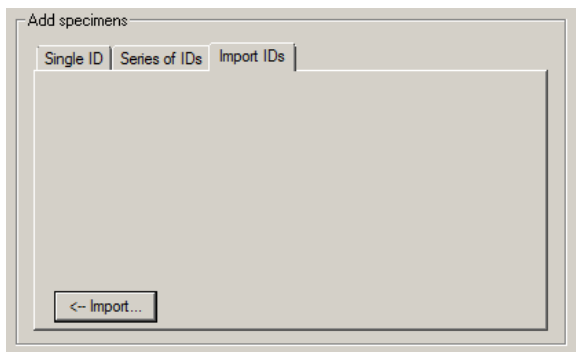 Add specimens
Single ID Series of IDs Import IDs
<-- Import...